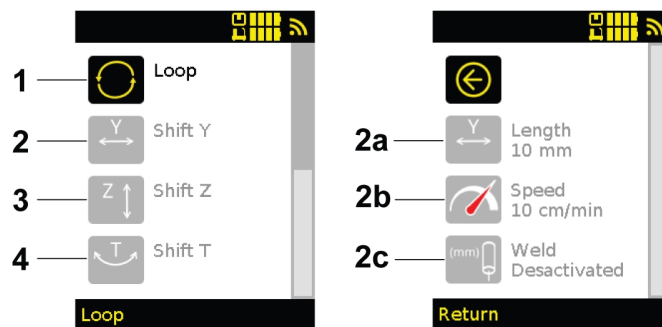 1
Loop
2
Y
Shift Y
3
Z
Shift Z
4
T
Shift T
Loop
2a
Y
Length
10 mm
2b
Speed
10 cm/min
2c
(mm)
Weld
Desactivated
Return